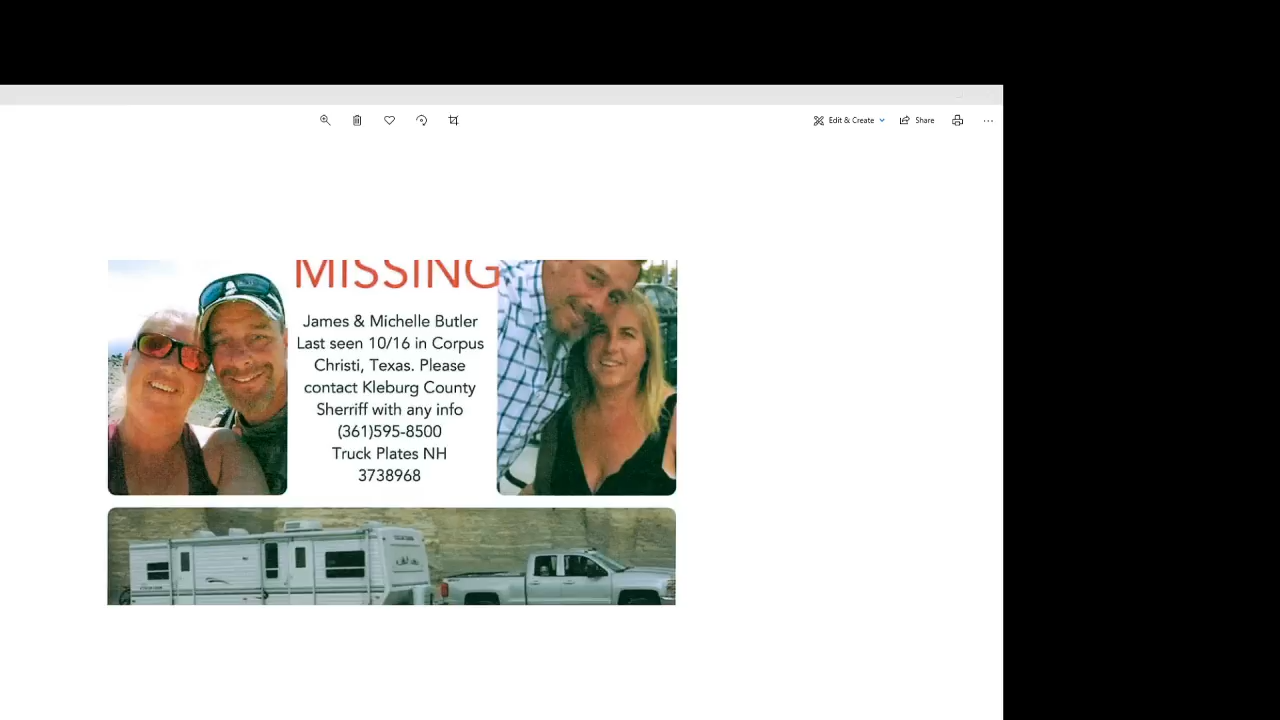 Edit & Create
Share
MISSING
James & Michelle Butler
Last seen 10/16 in Corpus
Christi, Texas. Please
contact Kleburg County
Sherriff with any info
(361)595-8500
Truck Plates NH
3738968